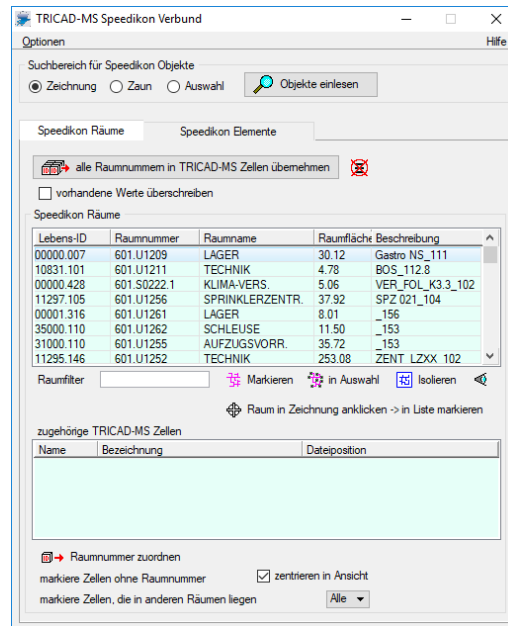 TRICAD-MS Speedikon Verbund
Optionen Hilfe
Suchbereich für Speedikon Objekte
Zeichnung Zaun Auswahl Objekte einlesen
Speedikon Räume Speedikon Elemente
alle Raumnummern in TRICAD-MS Zellen übernehmen
vorhandene Werte überschreiben
Speedikon Räume
Lebens-ID Raumnummer Raumname Raumfläche Beschreibung
00000.007 601.U1209 LAGER 30.12 Gastro NS_111
10831.101 601.U1211 TECHNIK 4.78 BOS_112.8
00000.428 601.S0222.1 KLIMA-VERS. 5.06 VER_FOL_K3.3_102
11297.105 601.U1256 SPRINKLERZENTR. 37.92 SPZ 021_104
00001.316 601.U1261 LAGER 8.01 _156
35000.110 601.U1262 SCHLEUSE 11.50 _153
31000.110 601.U1255 AUFZUGSVORR. 35.72 _153
11295.146 601.U1252 TECHNIK 253.08 ZENT_LZXX_102
Raumfilter Markieren in Auswahl Isolieren
Raum in Zeichnung anklicken -> in Liste markieren
zugehörige TRICAD-MS Zellen
Name Bezeichnung Dateiposition
Raumnummer zuordnen
markiere Zellen ohne Raumnummer zentrieren in Ansicht
markiere Zellen, die in anderen Räumen liegen Alle